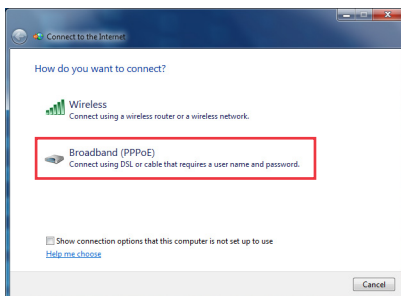 Connect to the Internet
How do you want to connect?
Wireless
Connect using a wireless router or a wireless network.
Broadband (PPPoE)
Connect using DSL or cable that requires a user name and password.
Show connection options that this computer is not set up to use
Help me choose
Cancel